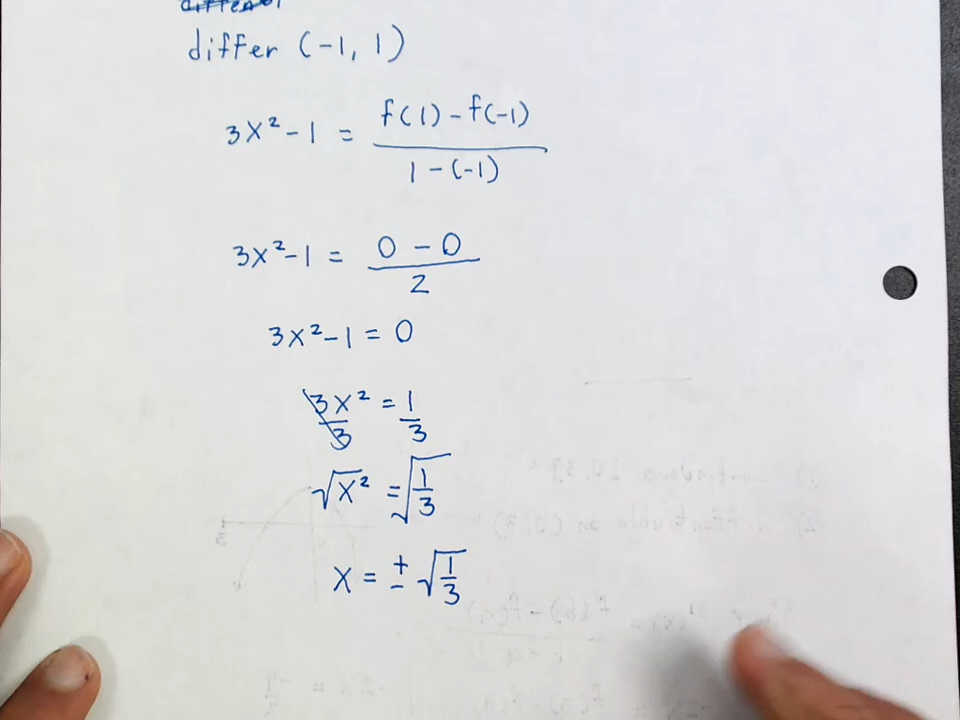 differ (-1, 1)
3x² - 1 = f(1) - f(-1) / 1 - (-1)
3x² - 1 = 0 - 0 / 2
3x² - 1 = 0
3x²/3 = 1/3
√x² = √1/3
x = ± √1/3